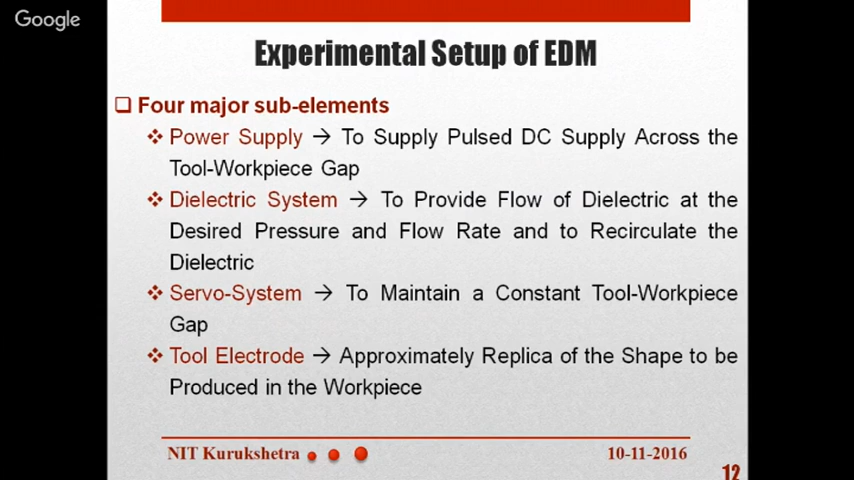 Google
Experimental Setup of EDM
Four major sub-elements
Power Supply → To Supply Pulsed DC Supply Across the
Tool-Workpiece Gap
Dielectric System → To Provide Flow of Dielectric at the
Desired Pressure and Flow Rate and to Recirculate the
Dielectric
Servo-System → To Maintain a Constant Tool-Workpiece
Gap
Tool Electrode → Approximately Replica of the Shape to be
Produced in the Workpiece
NIT Kurukshetra
10-11-2016
12